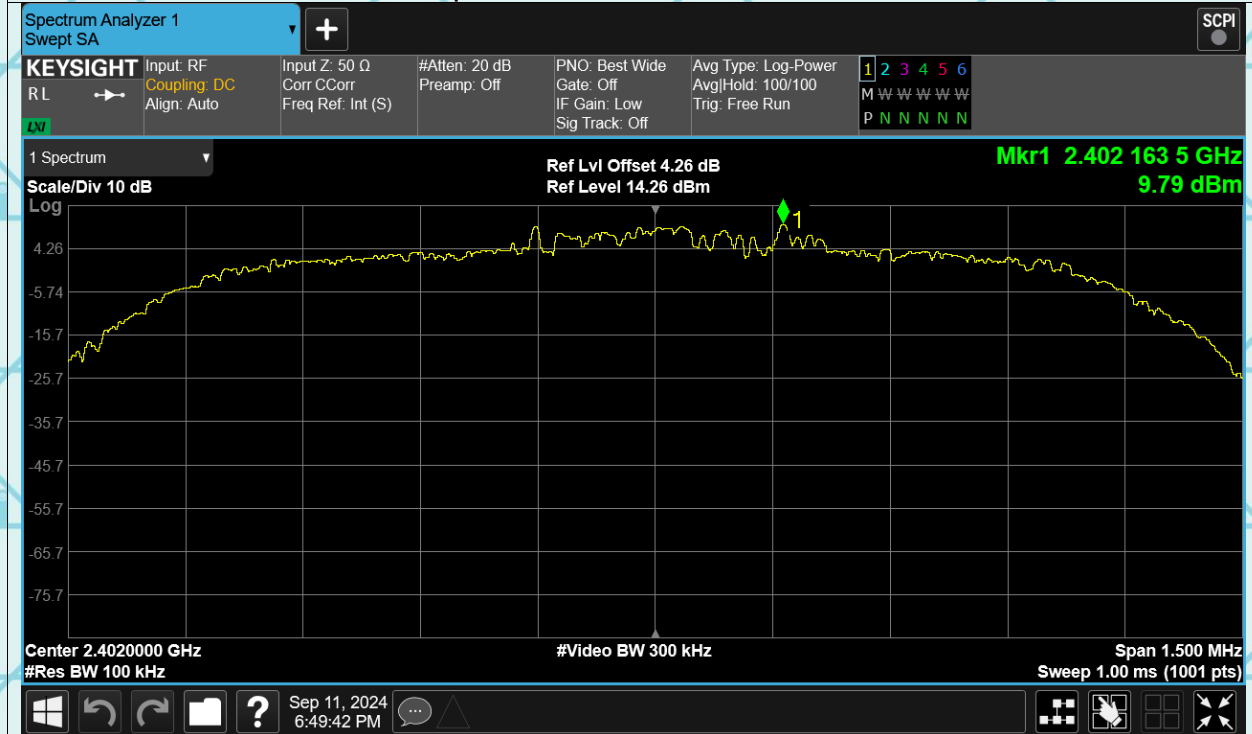 Spectrum Analyzer 1
Swept SA
+
SCPI
KEYSIGHT
R L
LXI
Input: RF
Coupling: DC
Align: Auto
Input Z: 50 Ω
Corr CCorr
Freq Ref: Int (S)
#Atten: 20 dB
Preamp: Off
PNO: Best Wide
Gate: Off
IF Gain: Low
Sig Track: Off
Avg Type: Log-Power
Avg|Hold: 100/100
Trig: Free Run
1 2 3 4 5 6
M W W W W W
P N N N N N
1 Spectrum
Scale/Div 10 dB
Log
Ref Lvl Offset 4.26 dB
Ref Level 14.26 dBm
Mkr1 2.402 163 5 GHz
9.79 dBm
1
4.26
-5.74
-15.7
-25.7
-35.7
-45.7
-55.7
-65.7
-75.7
Center 2.4020000 GHz
#Res BW 100 kHz
#Video BW 300 kHz
Span 1.500 MHz
Sweep 1.00 ms (1001 pts)
?
Sep 11, 2024
6:49:42 PM